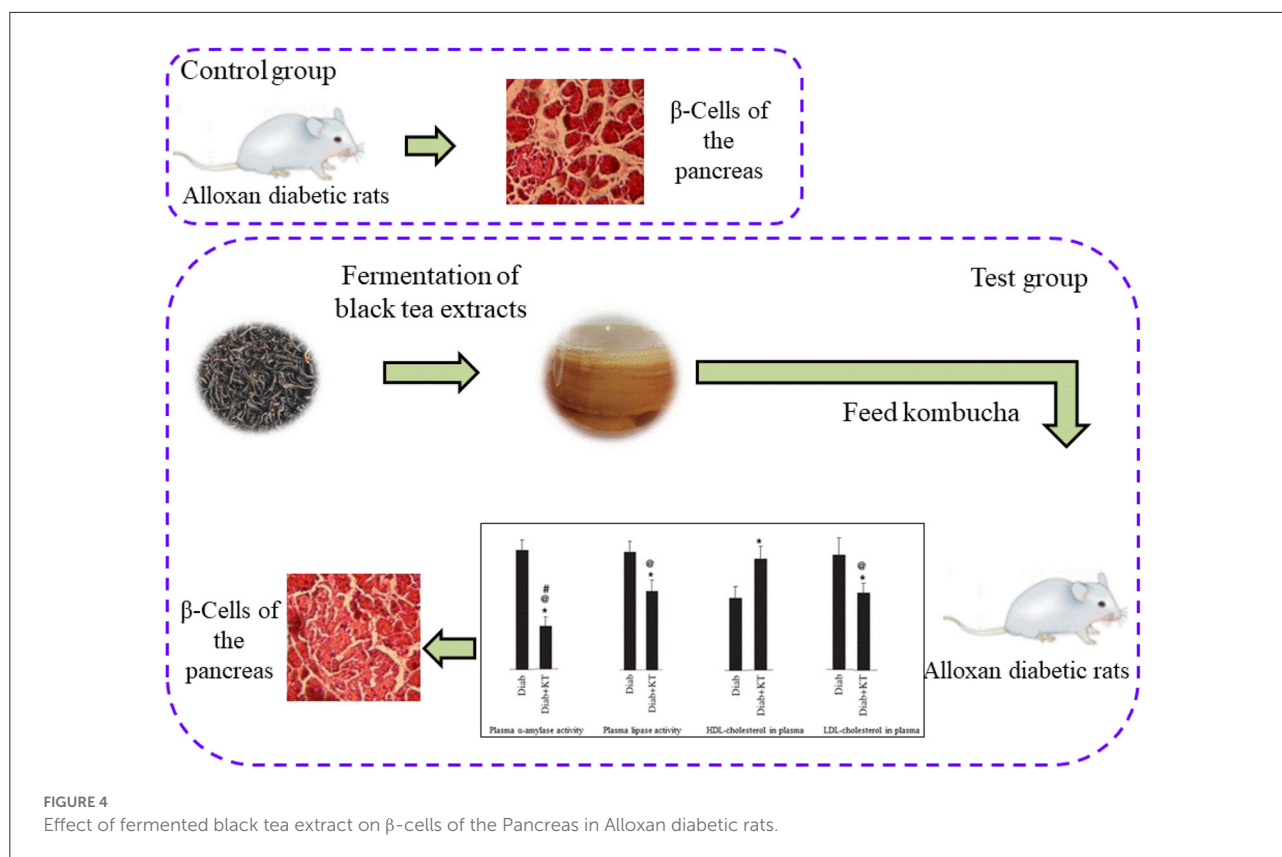 Control group
Alloxan diabetic rats
β-Cells of
the
pancreas
Fermentation of
black tea extracts
Test group
Feed kombucha
β-Cells of
the
pancreas
#
@
*
@
*
*
@
*
Diab
Diab+KT
Diab
Diab+KT
Diab
Diab+KT
Diab
Diab+KT
Plasma α-amylase activity
Plasma lipase activity
HDL-cholesterol in plasma
LDL-cholesterol in plasma
Alloxan diabetic rats
FIGURE 4
Effect of fermented black tea extract on β-cells of the Pancreas in Alloxan diabetic rats.